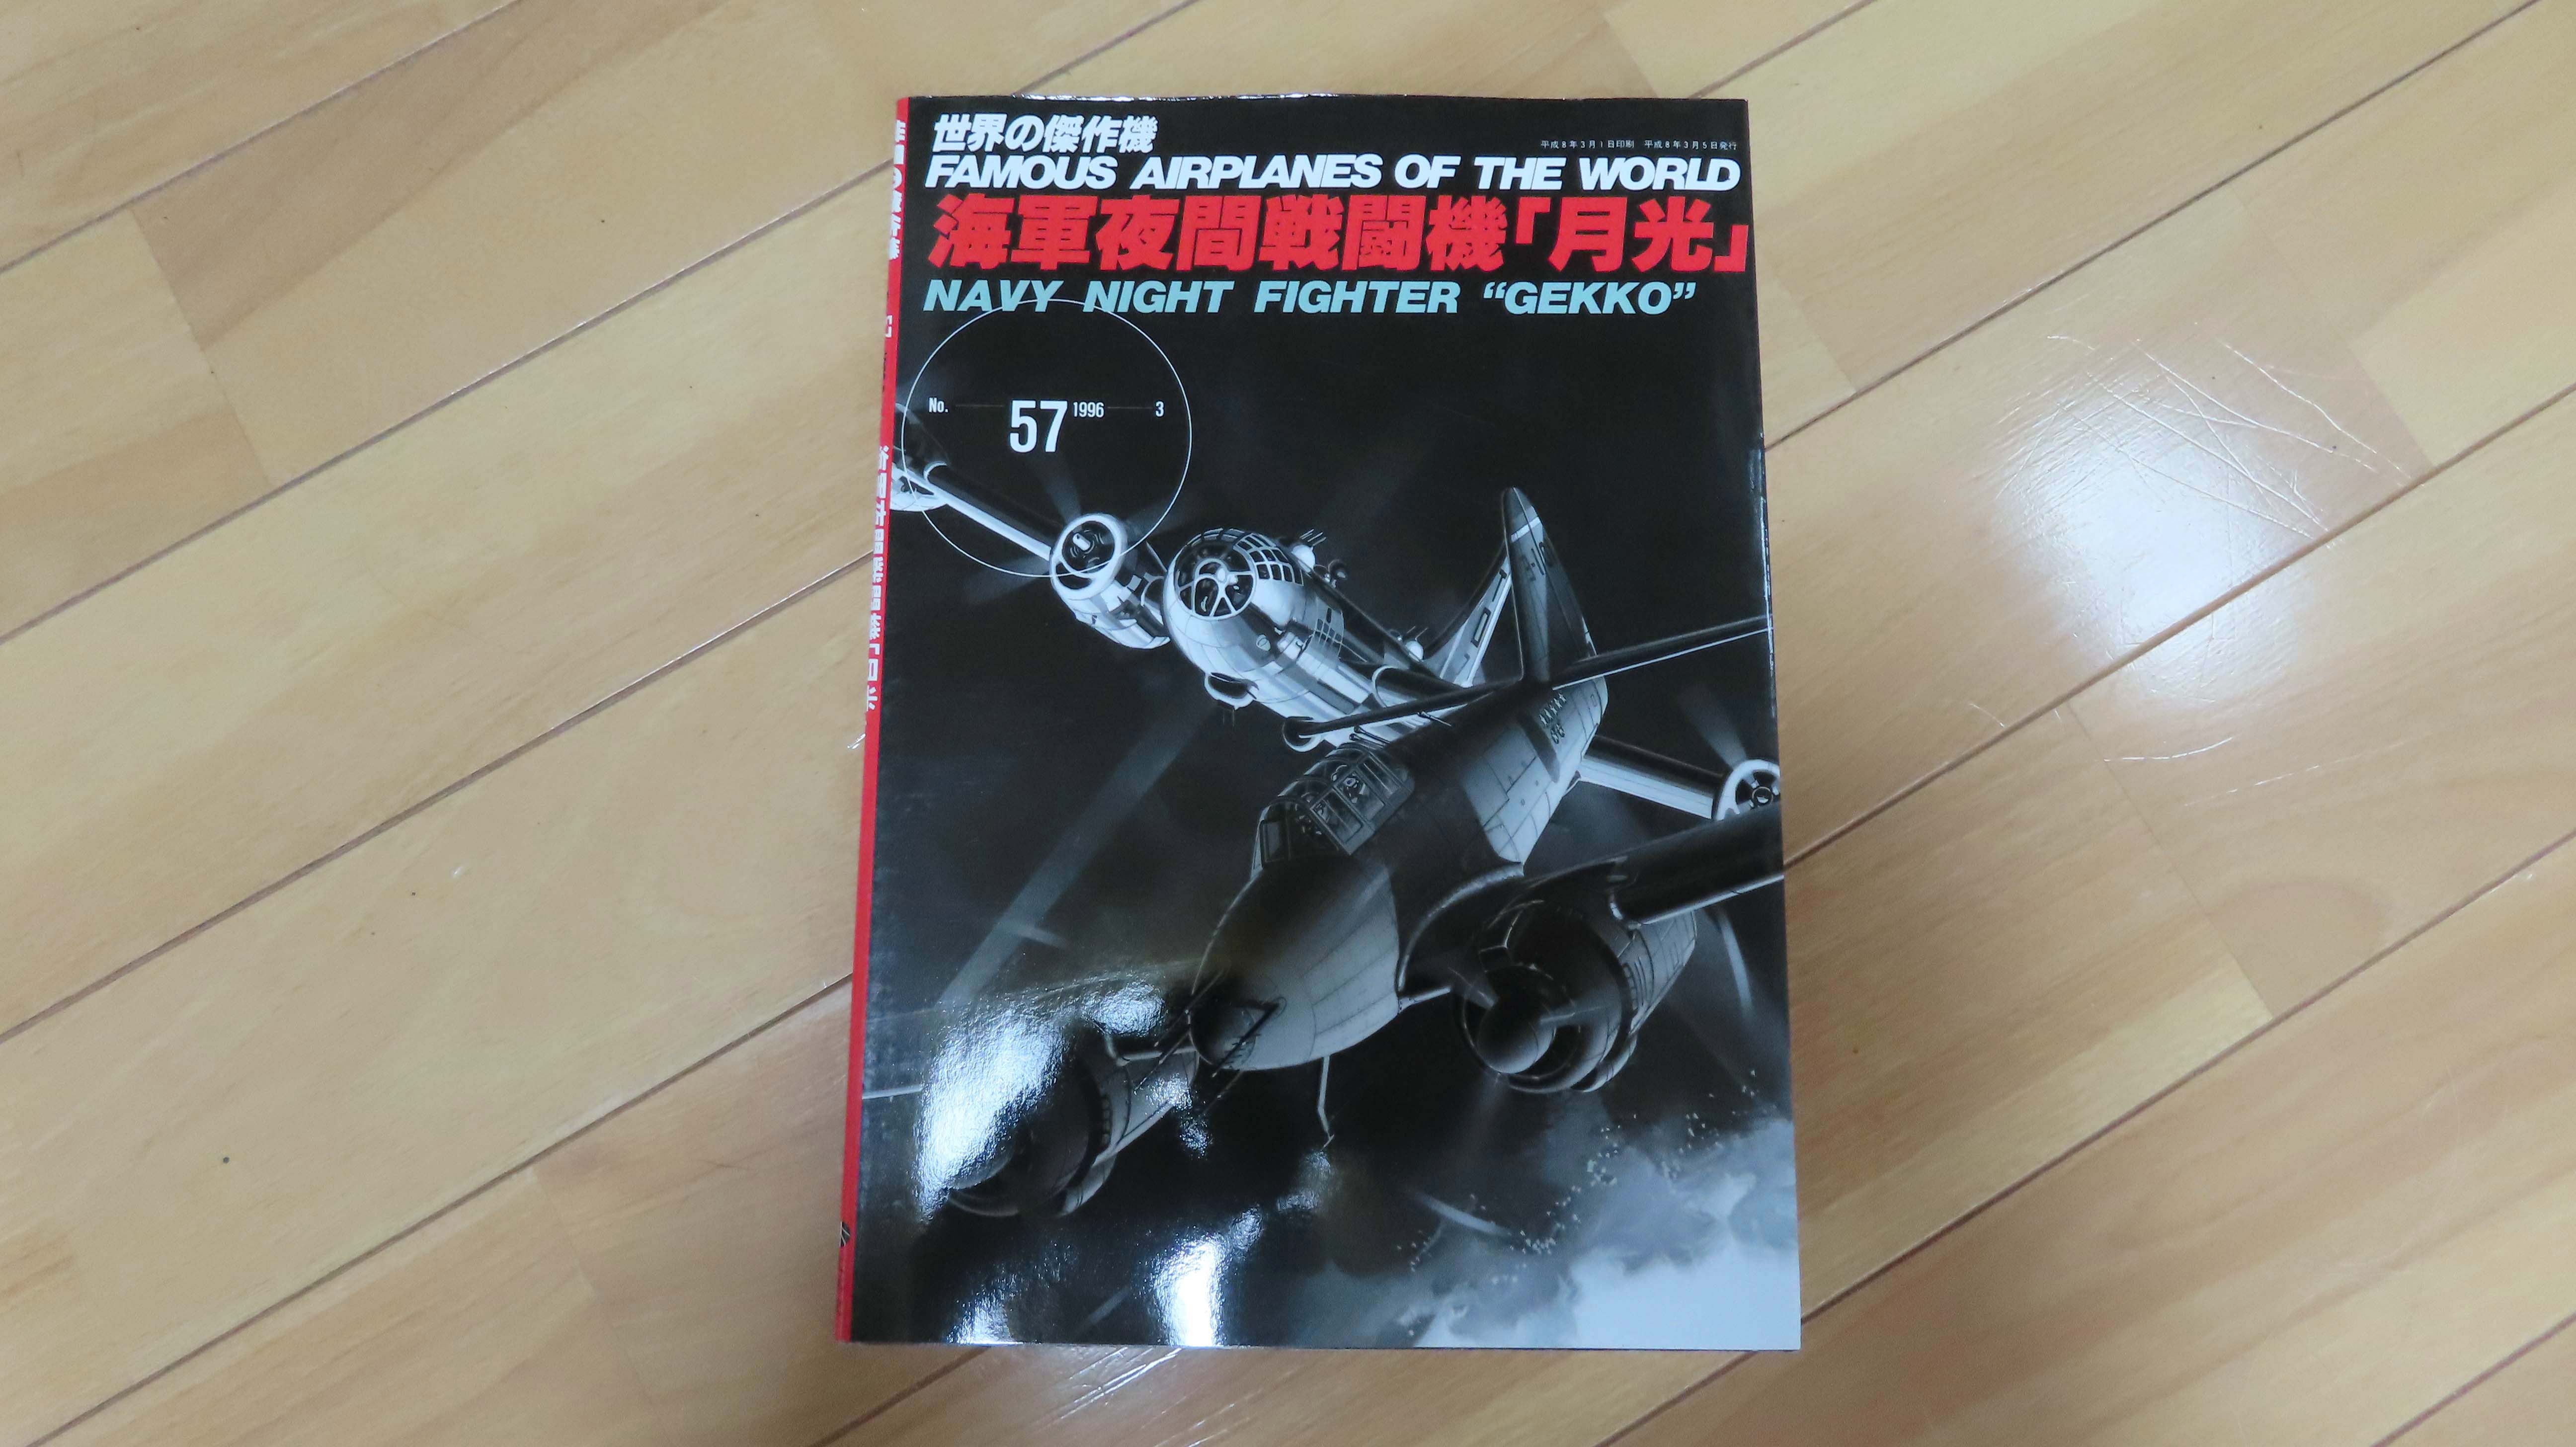 世界の傑作機
平成8年3月1日印刷 平成8年3月5日発行
FAMOUS AIRPLANES OF THE WORLD
海軍夜間戦闘機「月光」
NAVY NIGHT FIGHTER “GEKKO”
No. 57 1996 3